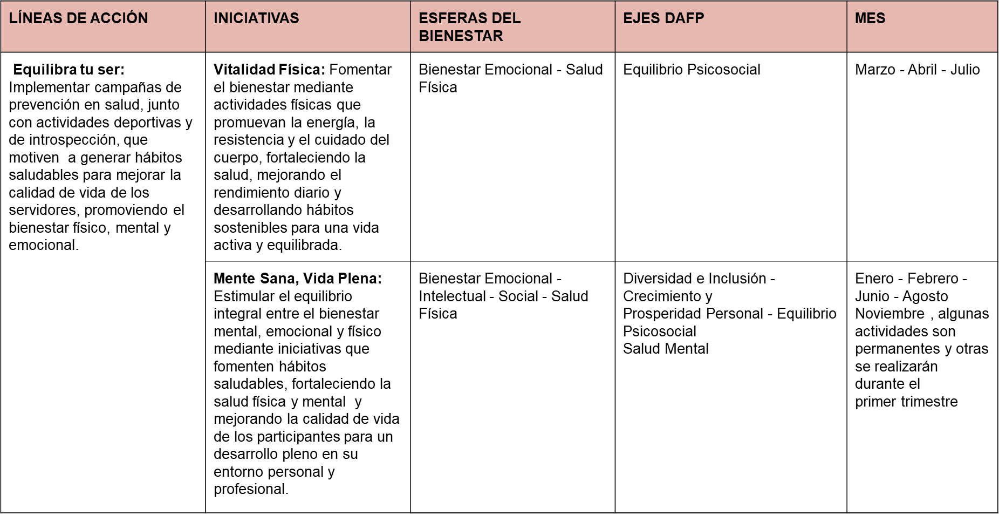 LÍNEAS DE ACCIÓN
INICIATIVAS
ESFERAS DEL
BIENESTAR
EJES DAFP
MES
Equilibra tu ser:
Implementar campañas de
prevención en salud, junto
con actividades deportivas y
de introspección, que
motiven a generar hábitos
saludables para mejorar la
calidad de vida de los
servidores, promoviendo el
bienestar físico, mental y
emocional.
Vitalidad Física: Fomentar
el bienestar mediante
actividades físicas que
promuevan la energía, la
resistencia y el cuidado del
cuerpo, fortaleciendo la
salud, mejorando el
rendimiento diario y
desarrollando hábitos
sostenibles para una vida
activa y equilibrada.
Bienestar Emocional - Salud
Física
Equilibrio Psicosocial
Marzo - Abril - Julio
Mente Sana, Vida Plena:
Estimular el equilibrio
integral entre el bienestar
mental, emocional y físico
mediante iniciativas que
fomenten hábitos
saludables, fortaleciendo la
salud física y mental y
mejorando la calidad de vida
de los participantes para un
desarrollo pleno en su
entorno personal y
profesional.
Bienestar Emocional -
Intelectual - Social - Salud
Física
Diversidad e Inclusión -
Crecimiento y
Prosperidad Personal - Equilibrio
Psicosocial
Salud Mental
Enero - Febrero -
Junio - Agosto
Noviembre , algunas
actividades son
permanentes y otras
se realizarán
durante el
primer trimestre